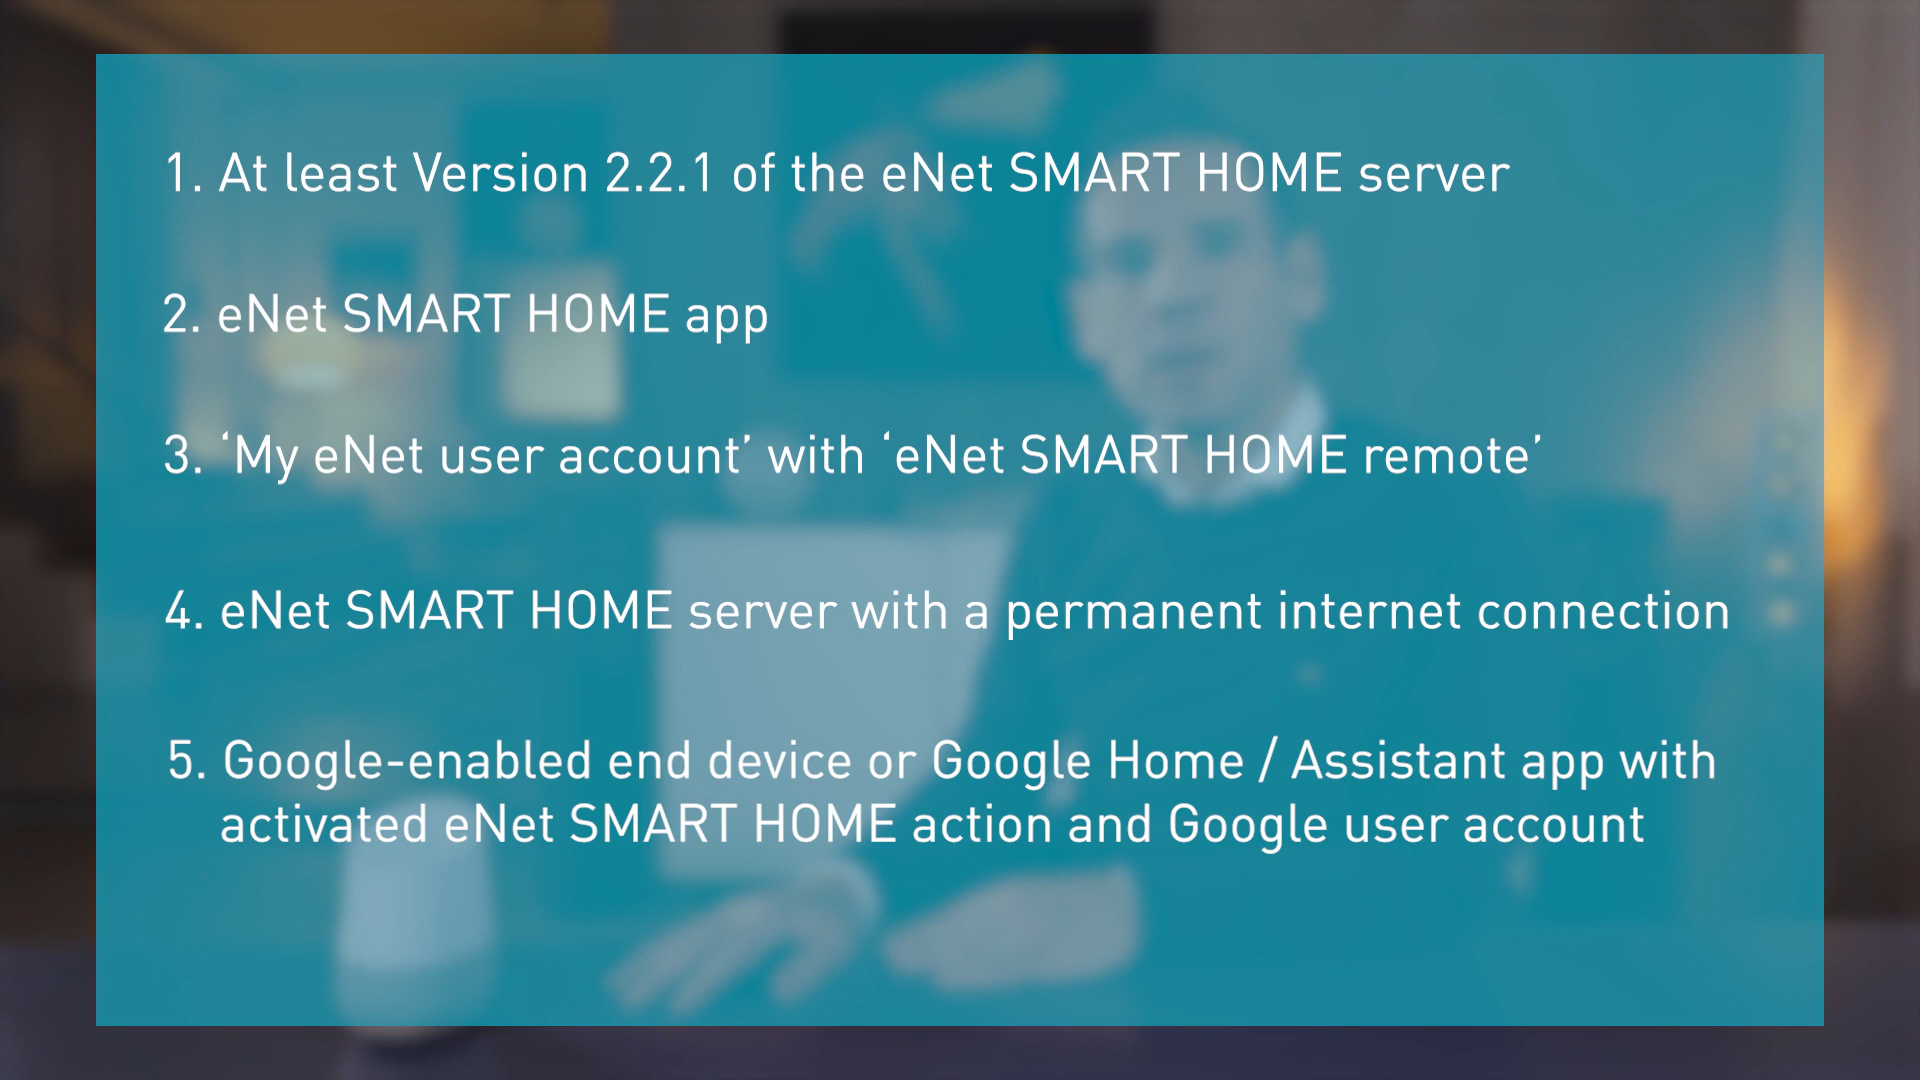 1. At least Version 2.2.1 of the eNet SMART HOME server
2. eNet SMART HOME app
3. ‘My eNet user account’ with ‘eNet SMART HOME remote’
4. eNet SMART HOME server with a permanent internet connection
5. Google-enabled end device or Google Home / Assistant app with
activated eNet SMART HOME action and Google user account